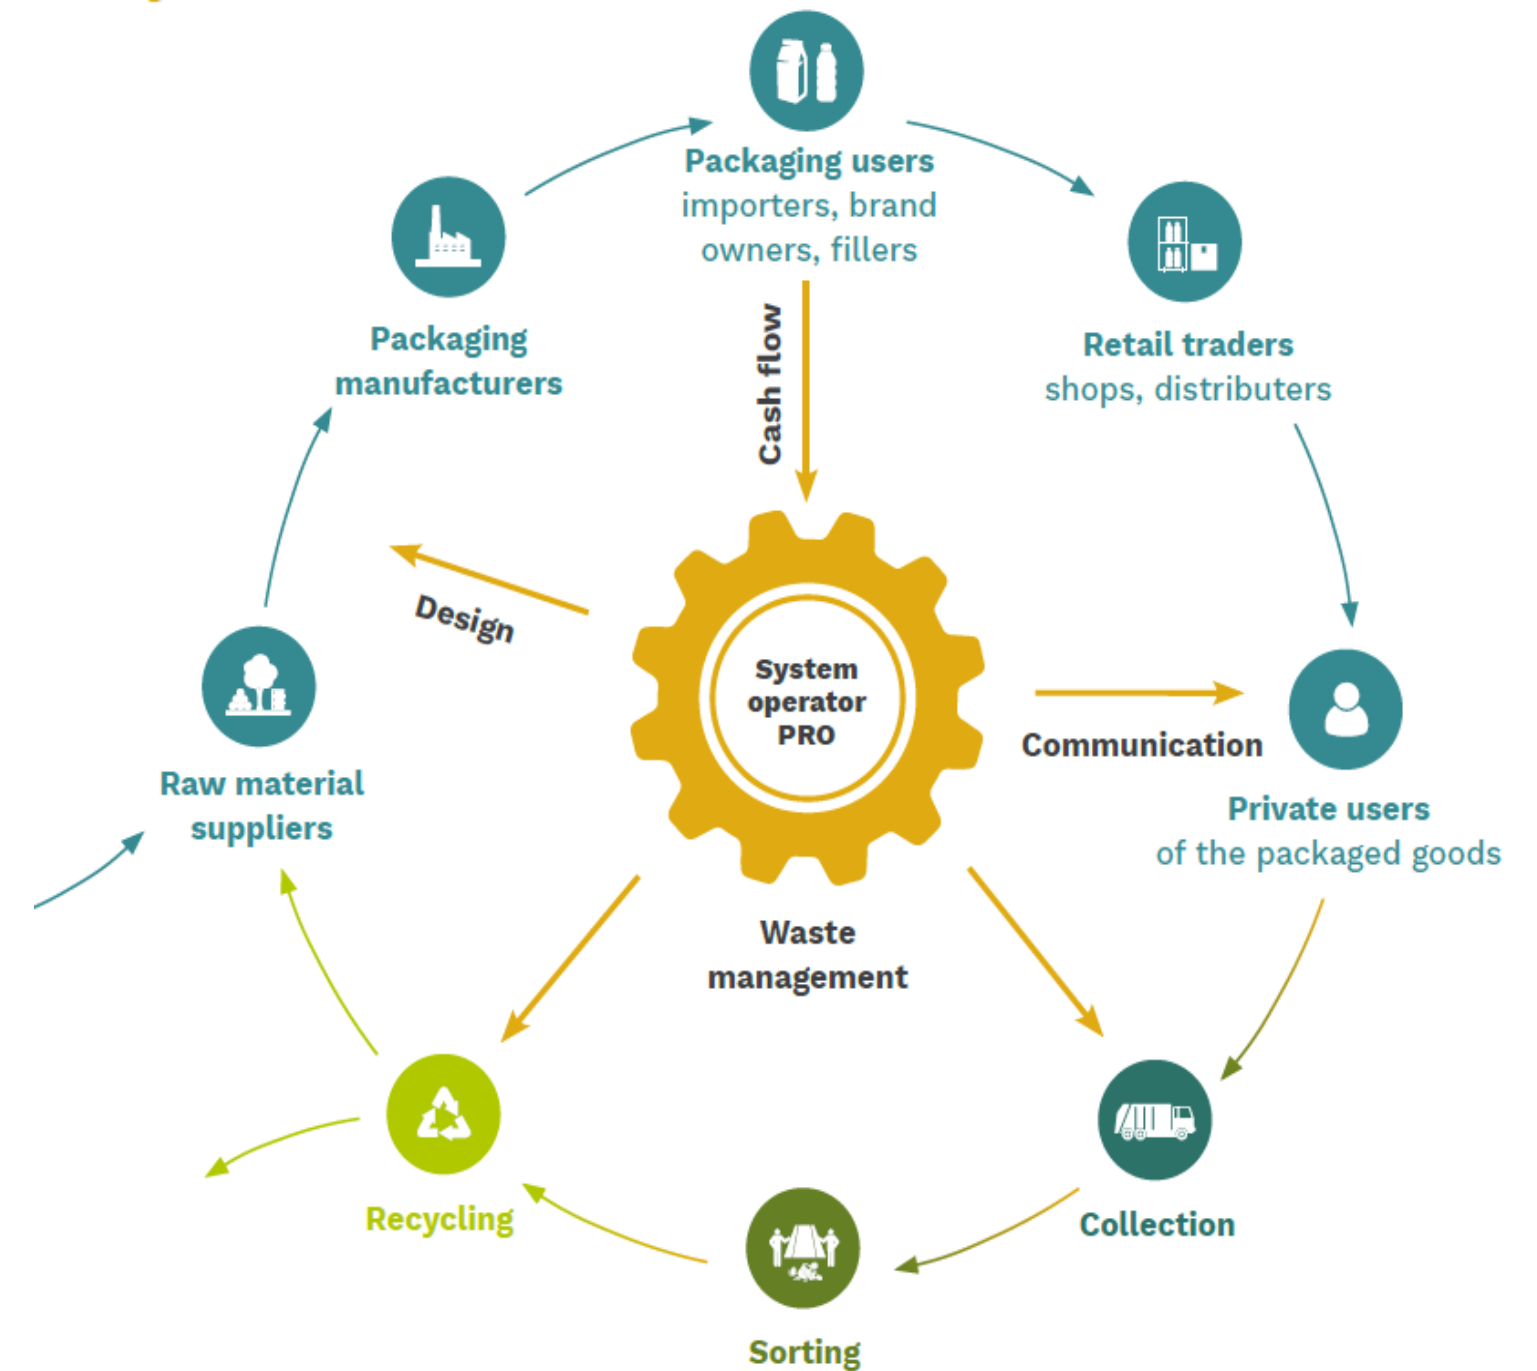 Packaging users
importers, brand
owners, fillers
Packaging
manufacturers
Retail traders
shops, distributers
Cash flow
Design
System
operator
PRO
Communication
Raw material
suppliers
Private users
of the packaged goods
Waste
management
Recycling
Collection
Sorting